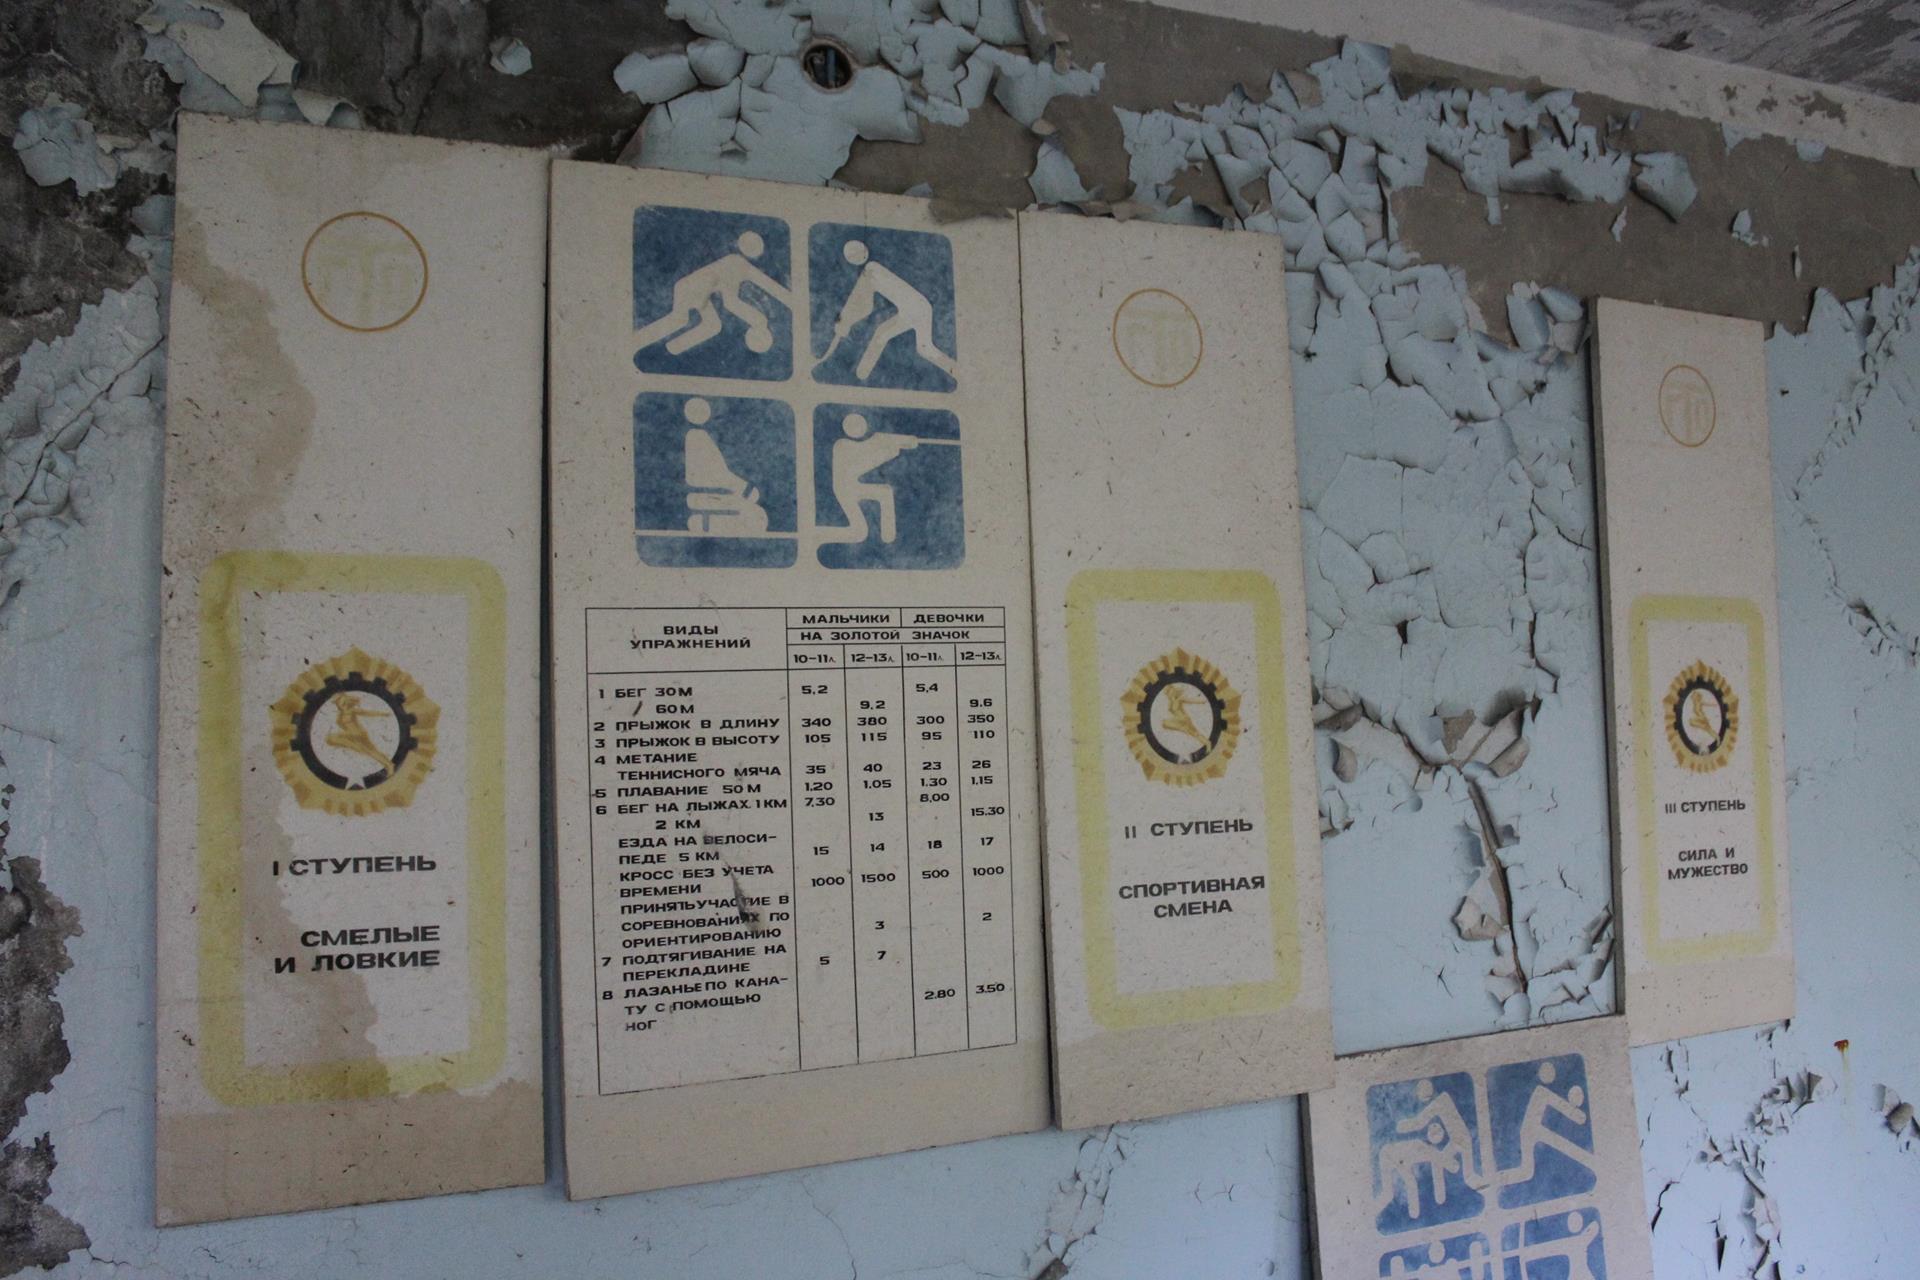 ГТО
I СТУПЕНЬ
СМЕЛЫЕ
И ЛОВКИЕ
ВИДЫ УПРАЖНЕНИЙ
МАЛЬЧИКИ ДЕВОЧКИ
НА ЗОЛОТОЙ ЗНАЧОК
10-11л. 12-13л. 10-11л. 12-13л.
1 БЕГ 30 М 5,2 5,4
60 М 9,2 9.6
2 ПРЫЖОК В ДЛИНУ 340 380 300 350
3 ПРЫЖОК В ВЫСОТУ 105 115 95 110
4 МЕТАНИЕ
ТЕННИСНОГО МЯЧА 35 40 23 26
5 ПЛАВАНИЕ 50 М 1.20 1.05 1.30 1.15
6 БЕГ НА ЛЫЖАХ 1 КМ 7.30 8,00
2 КМ 13 15.30
ЕЗДА НА ВЕЛОСИ-
ПЕДЕ 5 КМ 15 14 18 17
КРОСС БЕЗ УЧЕТА
ВРЕМЕНИ 1000 1500 500 1000
ПРИНЯТЬ УЧАСТИЕ В
СОРЕВНОВАНИЯХ ПО 3 2
ОРИЕНТИРОВАНИЮ
7 ПОДТЯГИВАНИЕ НА
ПЕРЕКЛАДИНЕ 5 7
8 ЛАЗАНЬЕ ПО КАНА-
ТУ С ПОМОЩЬЮ 2.80 3.50
НОГ
ГТО
II СТУПЕНЬ
СПОРТИВНАЯ
СМЕНА
ГТО
III СТУПЕНЬ
СИЛА И
МУЖЕСТВО